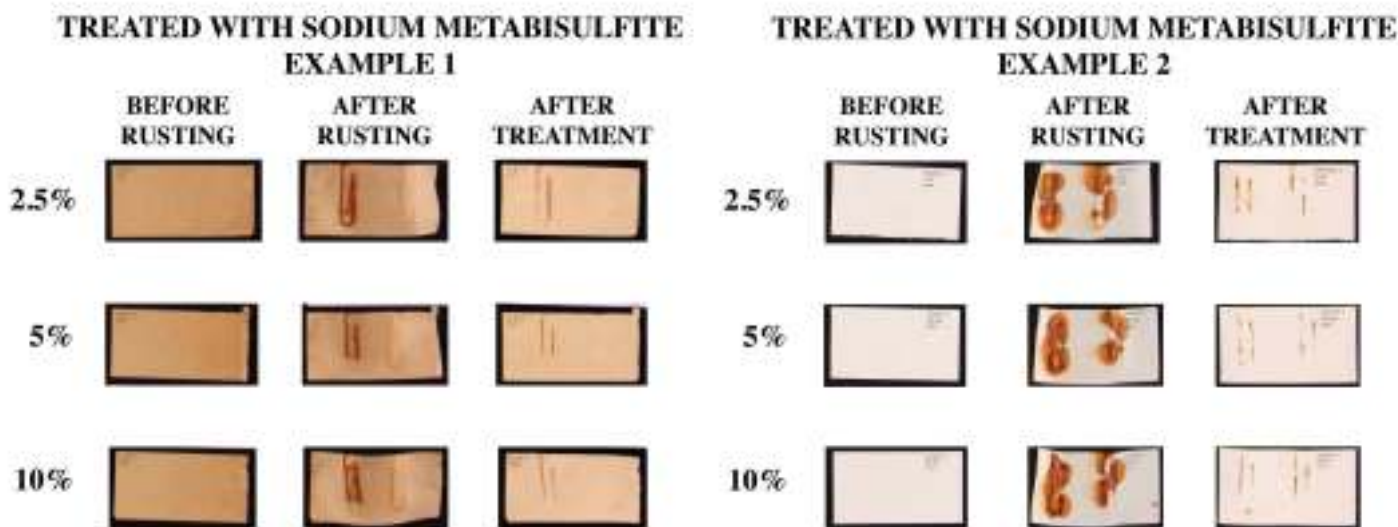 TREATED WITH SODIUM METABISULFITE
EXAMPLE 1
BEFORE RUSTING
AFTER RUSTING
AFTER TREATMENT
2.5%
5%
10%
TREATED WITH SODIUM METABISULFITE
EXAMPLE 2
BEFORE RUSTING
AFTER RUSTING
AFTER TREATMENT
2.5%
5%
10%